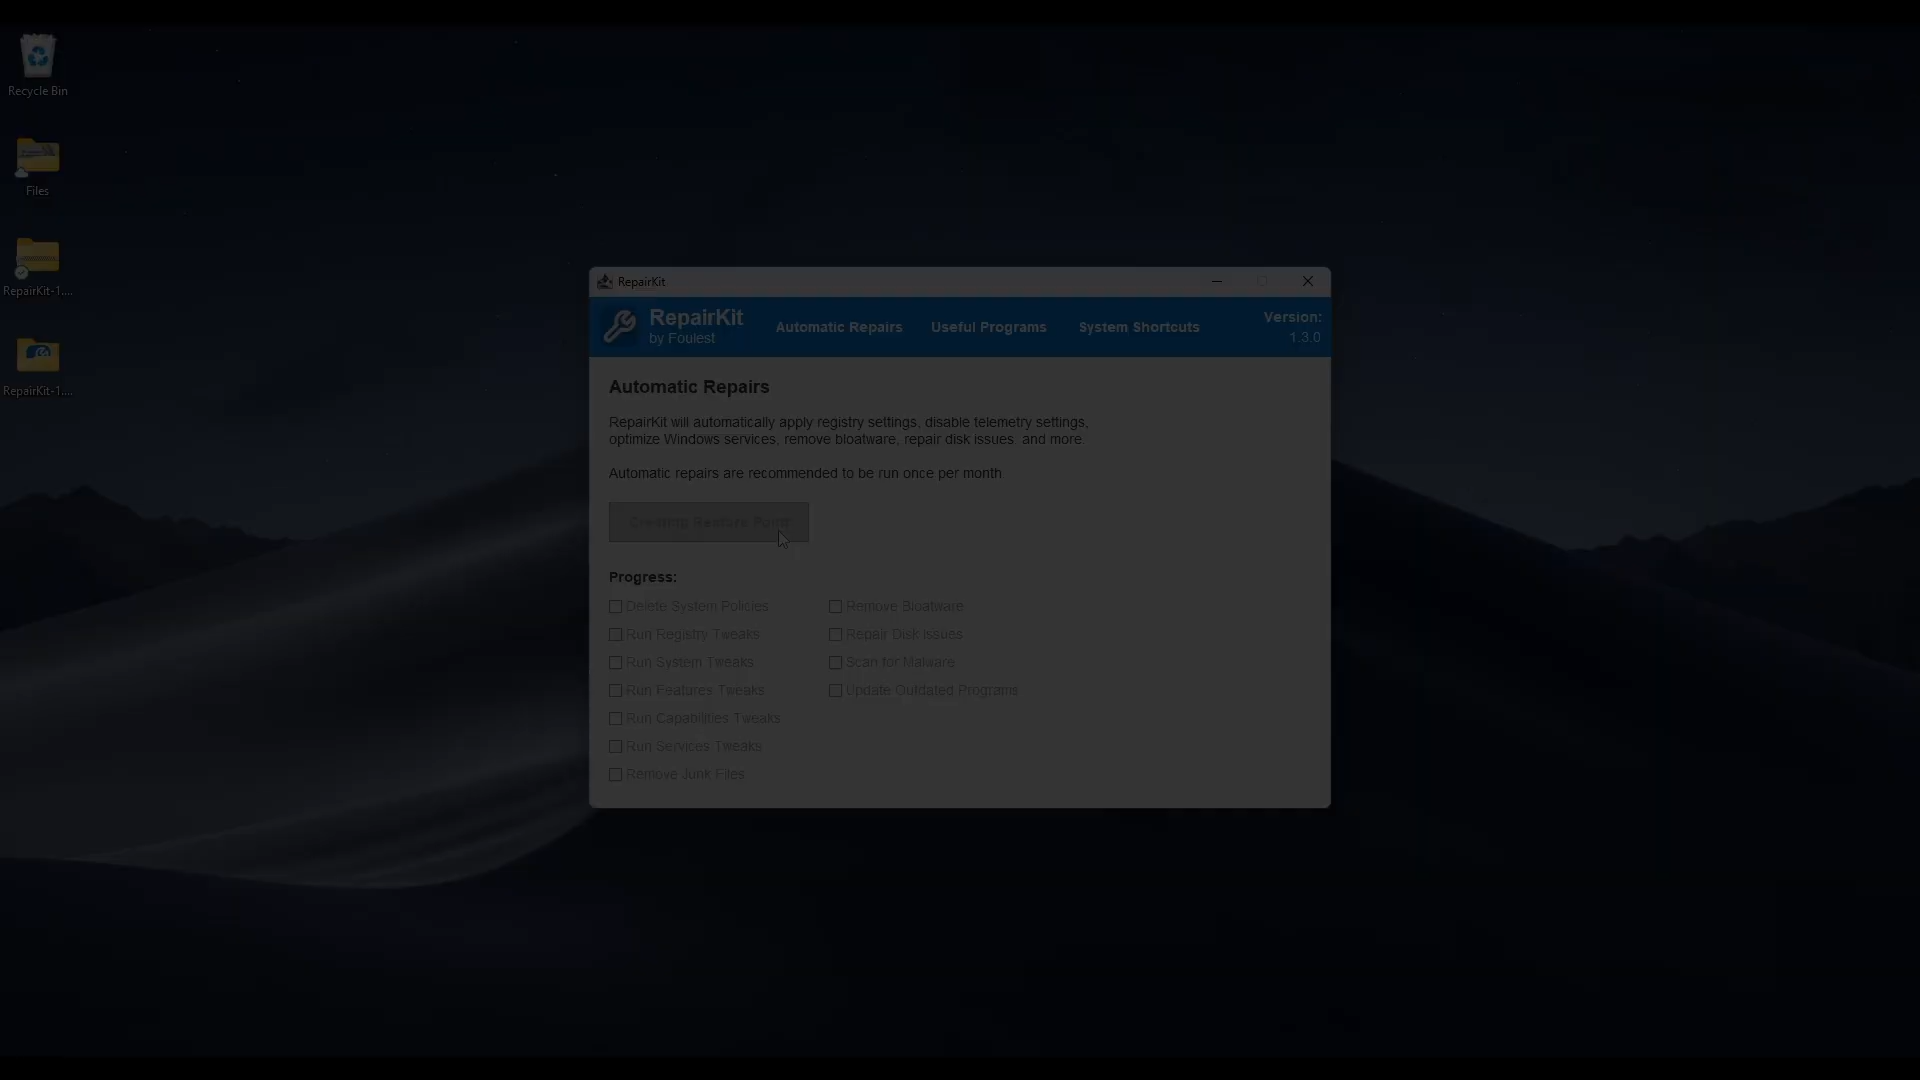 Recycle Bin
Files
RepairKit-1....
RepairKit-1....
RepairKit
RepairKit
by Foulest
Automatic Repairs
Useful Programs
System Shortcuts
Version:
1.3.0
Automatic Repairs
RepairKit will automatically apply registry settings, disable telemetry settings,
optimize Windows services, remove bloatware, repair disk issues, and more.
Automatic repairs are recommended to be run once per month.
Creating Restore Point
Progress:
Delete System Policies
Run Registry Tweaks
Run System Tweaks
Run Features Tweaks
Run Capabilities Tweaks
Run Services Tweaks
Remove Junk Files
Remove Bloatware
Repair Disk Issues
Scan for Malware
Update Outdated Programs